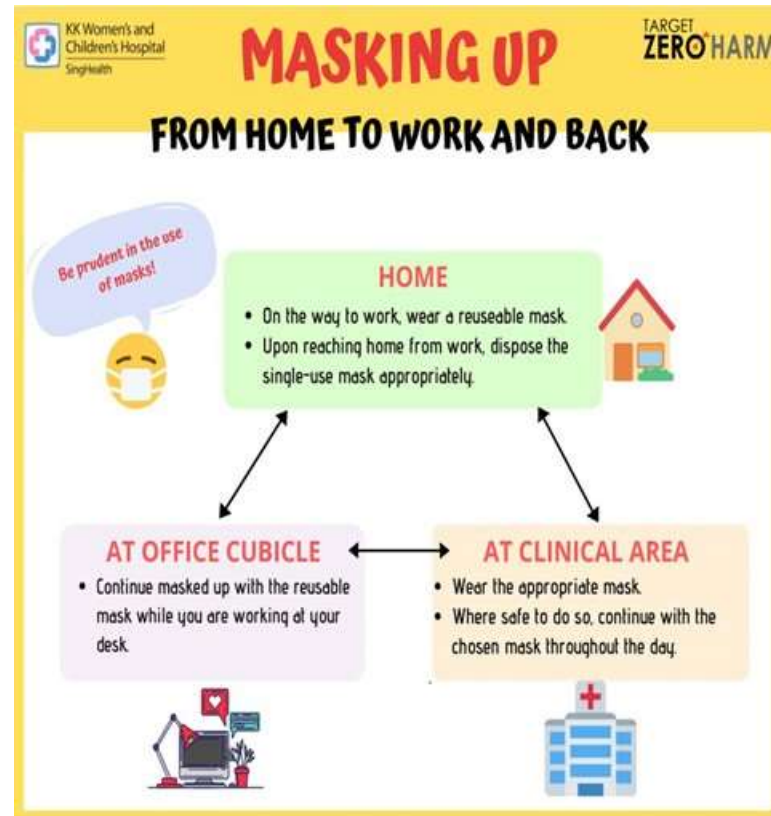 KK Women's and
Children's Hospital
SingHealth
MASKING UP
TARGET
ZERO HARM
FROM HOME TO WORK AND BACK
Be prudent in the use
of masks!
HOME
• On the way to work, wear a reuseable mask.
• Upon reaching home from work, dispose the
single-use mask appropriately.
AT OFFICE CUBICLE
• Continue masked up with the reusable
mask while you are working at your
desk.
AT CLINICAL AREA
• Wear the appropriate mask.
• Where safe to do so, continue with the
chosen mask throughout the day.